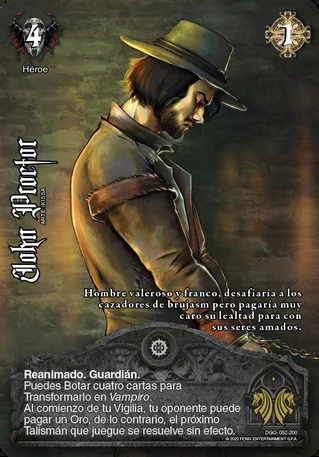 4
1
Héroe
John Proctor
ARTE: KISSA
Hombre valeroso y franco, desafiaría a los
cazadores de brujasm pero pagaría muy
caro su lealtad para con
sus seres amados.
Reanimado. Guardián.
Puedes Botar cuatro cartas para
Transformarlo en Vampiro.
Al comienzo de tu Vigilia, tu oponente puede
pagar un Oro, de lo contrario, el próximo
Talismán que juegue se resuelve sin efecto.
DGO- 052-200
© 2022 FENIX ENTERTAINMENT S.P.A.